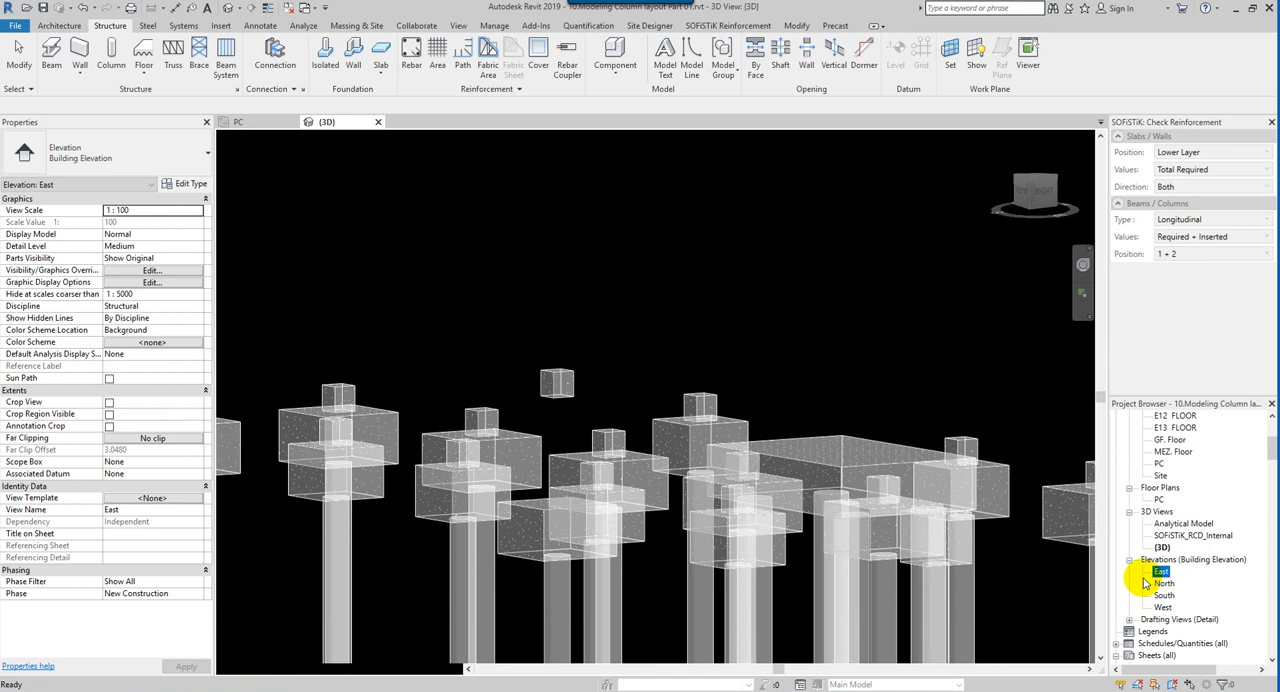 Autodesk Revit 2019 - 10.Modeling Column layout Part 01.rvt - 3D View: {3D}
Type a keyword or phrase
Sign In
File
Architecture
Structure
Steel
Systems
Insert
Annotate
Analyze
Massing & Site
Collaborate
View
Manage
Add-Ins
Quantification
Site Designer
SOFiSTiK Reinforcement
Modify
Precast
Modify
Beam
Wall
Column
Floor
Truss
Brace
Beam System
Connection
Isolated
Wall
Slab
Rebar
Area
Path
Fabric Area
Fabric Sheet
Cover
Rebar Coupler
Component
Model Text
Model Line
Model Group
By Face
Shaft
Wall
Vertical
Dormer
Level
Grid
Set
Show
Ref Plane
Viewer
Select
Structure
Connection
Foundation
Reinforcement
Model
Opening
Datum
Work Plane
Properties
PC
{3D}
Elevation
Building Elevation
Elevation: East
Edit Type
Graphics
View Scale 1 : 100
Scale Value 1: 100
Display Model Normal
Detail Level Medium
Parts Visibility Show Original
Visibility/Graphics Overri... Edit...
Graphic Display Options Edit...
Hide at scales coarser than 1 : 5000
Discipline Structural
Show Hidden Lines By Discipline
Color Scheme Location Background
Color Scheme <none>
Default Analysis Display S... None
Reference Label
Sun Path
Extents
Crop View
Crop Region Visible
Annotation Crop
Far Clipping No clip
Far Clip Offset 3.0480
Scope Box None
Associated Datum None
Identity Data
View Template <None>
View Name East
Dependency Independent
Title on Sheet
Referencing Sheet
Referencing Detail
Phasing
Phase Filter Show All
Phase New Construction
Properties help
Apply
RIGHT
SOFiSTiK: Check Reinforcement
Slabs / Walls
Position: Lower Layer
Values: Total Required
Direction: Both
Beams / Columns
Type : Longitudinal
Values: Required + Inserted
Position: 1 + 2
Project Browser - 10.Modeling Column la...
E12 FLOOR
E13 FLOOR
GF. Floor
MEZ. Floor
PC
Site
Floor Plans
PC
3D Views
Analytical Model
SOFiSTiK_RCD_Internal
{3D}
Elevations (Building Elevation)
East
North
South
West
Drafting Views (Detail)
Legends
Schedules/Quantities (all)
Sheets (all)
Ready
:0
Main Model
:0